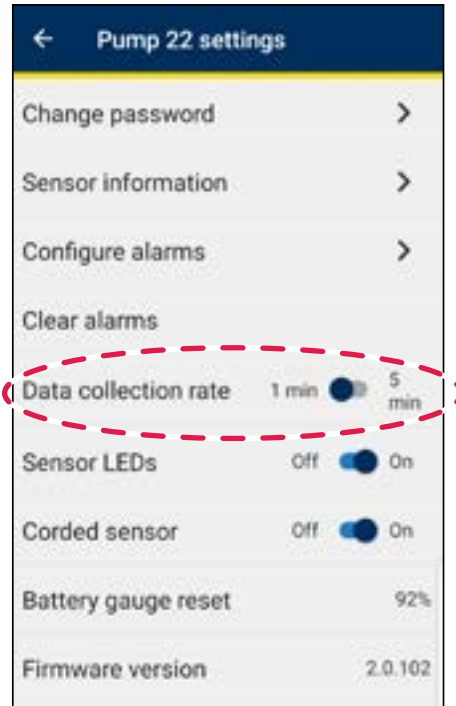 Pump 22 settings
Change password
Sensor information
Configure alarms
Clear alarms
Data collection rate 1 min 5 min
Sensor LEDs Off On
Corded sensor Off On
Battery gauge reset 92%
Firmware version 2.0.102